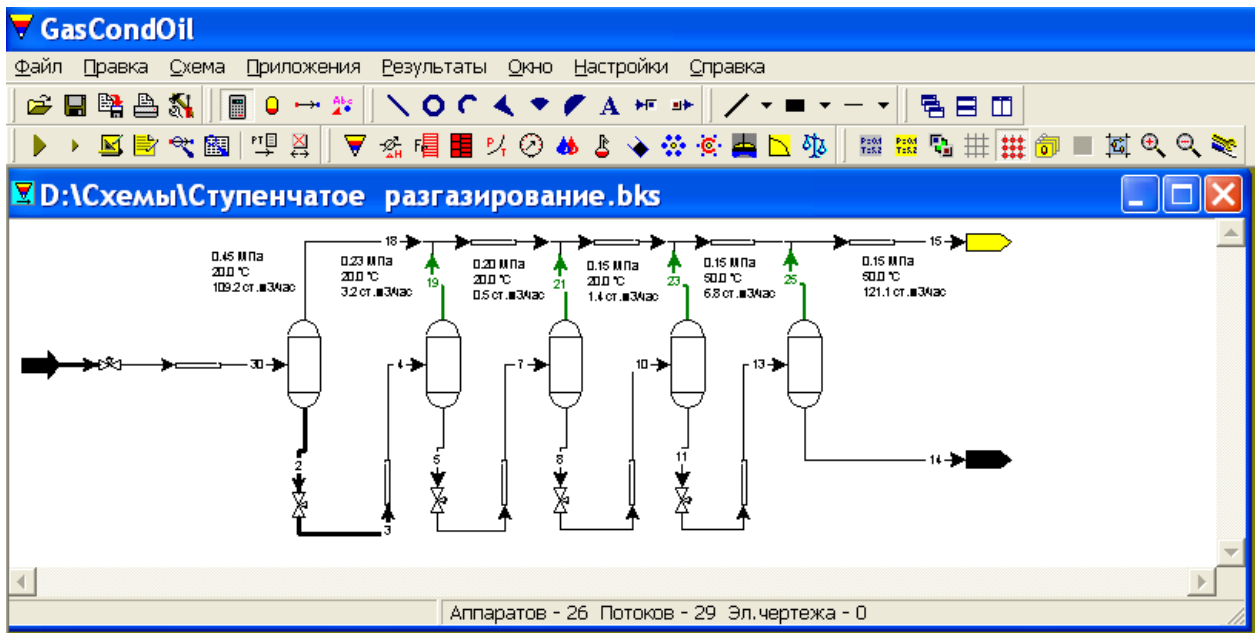 GasCondOil
Файл Правка Схема Приложения Результаты Окно Настройки Справка
D:\Схемы\Ступенчатое разгазирование.bks
18
15
0.45 МПа
20.0 °C
109.2 ст.м3/час
0.23 МПа
20.0 °C
3.2 ст.м3/час
19
0.20 МПа
20.0 °C
0.5 ст.м3/час
21
0.15 МПа
20.0 °C
1.4 ст.м3/час
23
0.15 МПа
50.0 °C
6.8 ст.м3/час
25
0.15 МПа
50.0 °C
121.1 ст.м3/час
30
4
7
10
13
2
5
8
11
14
3
Аппаратов - 26 Потоков - 29 Эл.чертежа - 0